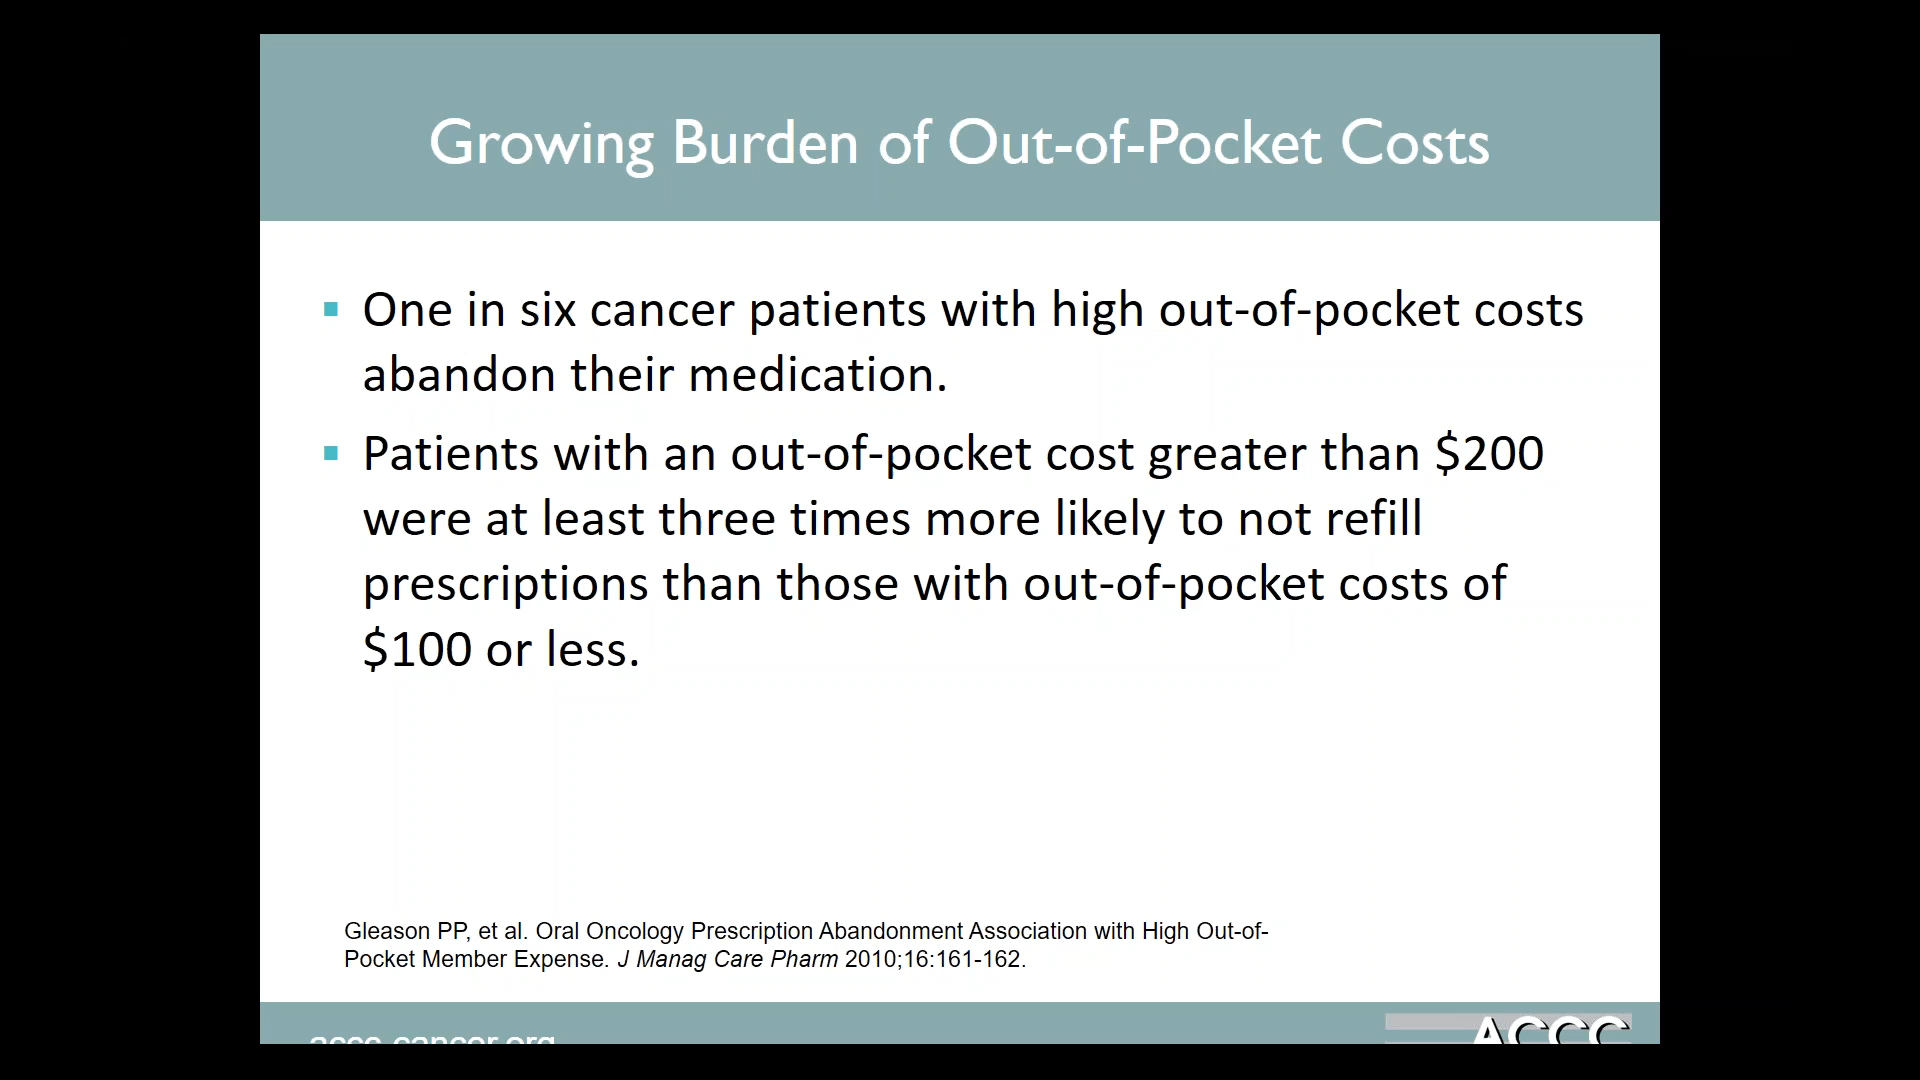 Growing Burden of Out-of-Pocket Costs
One in six cancer patients with high out-of-pocket costs
abandon their medication.
Patients with an out-of-pocket cost greater than $200
were at least three times more likely to not refill
prescriptions than those with out-of-pocket costs of
$100 or less.
Gleason PP, et al. Oral Oncology Prescription Abandonment Association with High Out-of-
Pocket Member Expense. J Manag Care Pharm 2010;16:161-162.
accc-cancer.org
ACCC